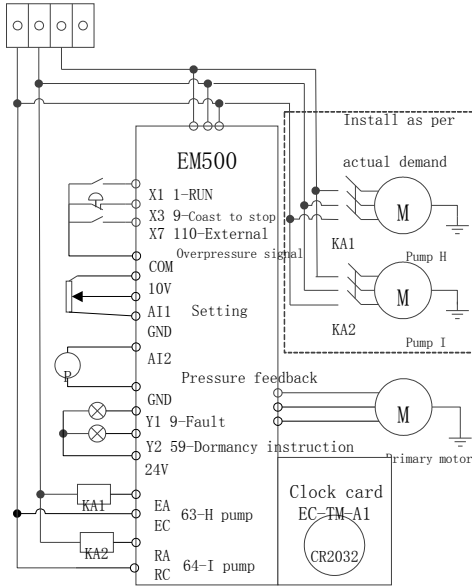 Install as per
actual demand
EM500
X1 1-RUN
X3 9-Coast to stop
X7 110-External
Overpressure signal
COM
10V
AI1 Setting
GND
AI2
P
Pressure feedback
GND
Y1 9-Fault
Y2 59-Dormancy instruction
24V
KA1
EA
EC 63-H pump
KA2
RA
RC 64-I pump
M
KA1
Pump H
M
KA2
Pump I
M
Primary motor
Clock card
EC-TM-A1
CR2032